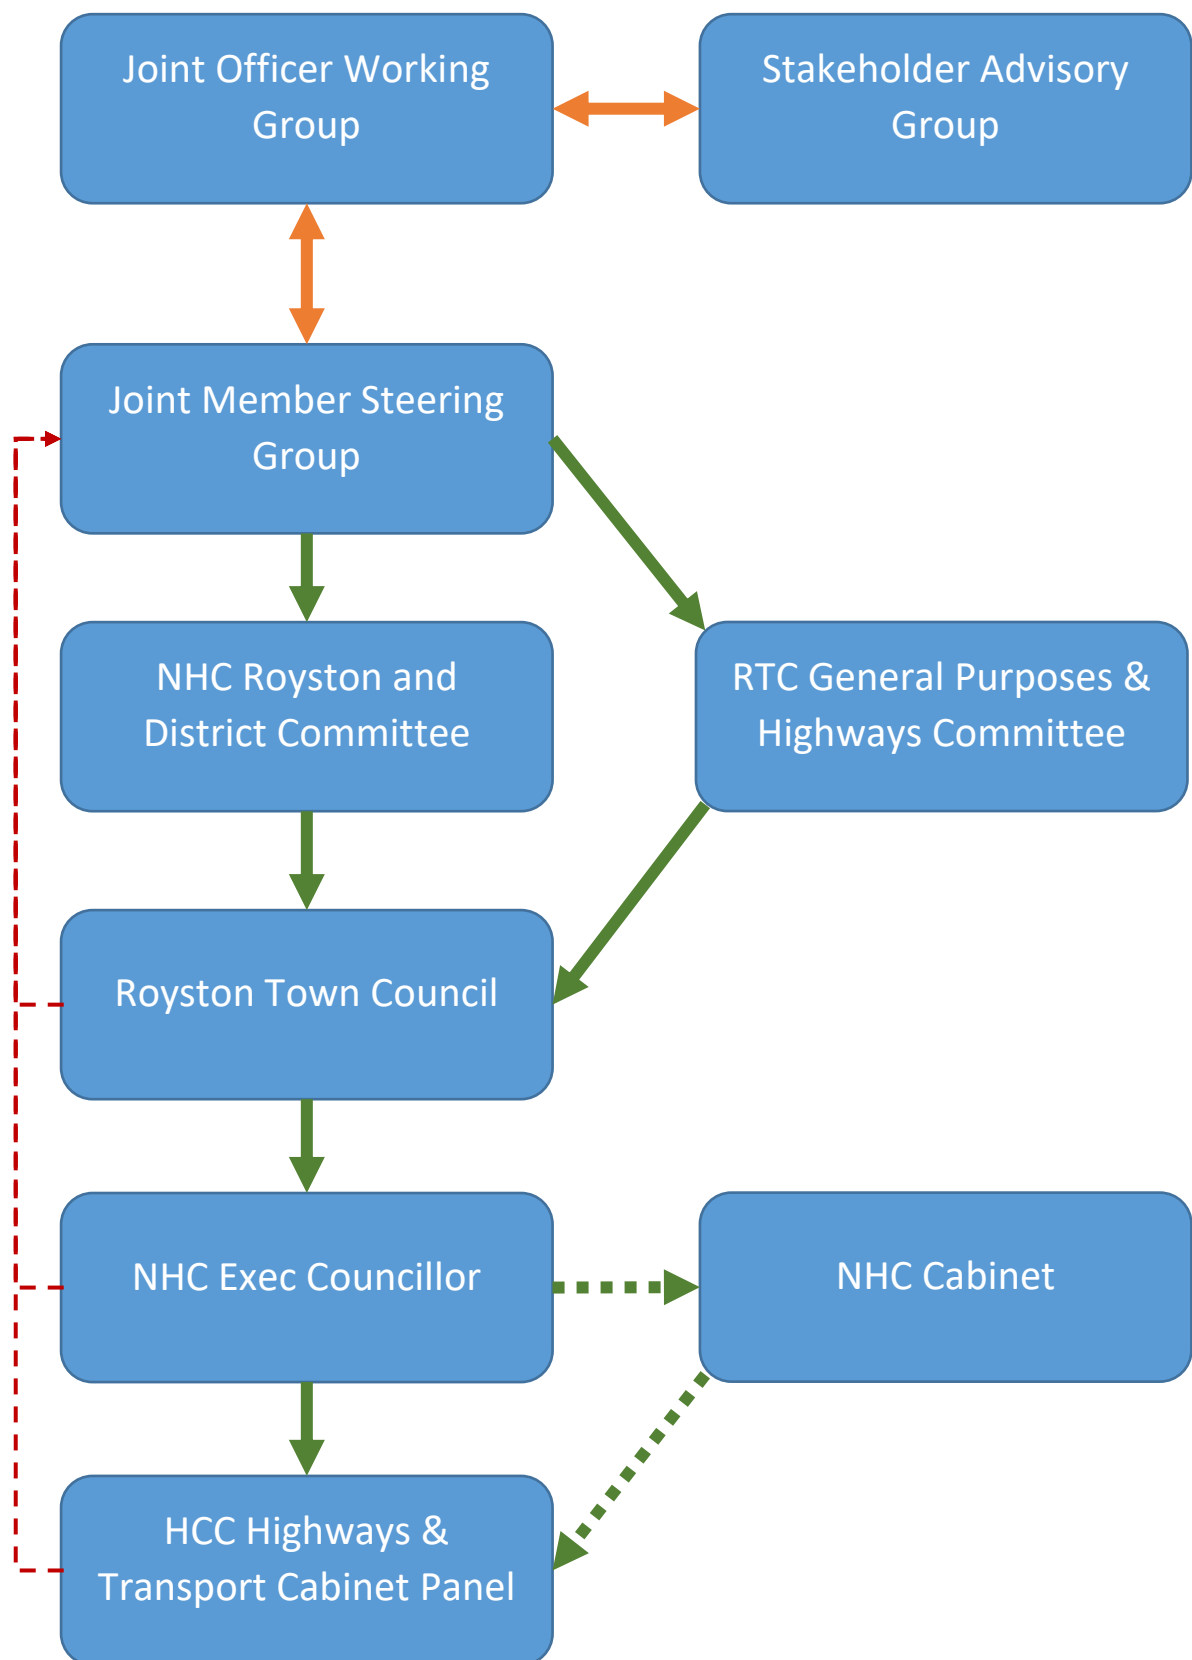 Joint Officer Working
Group
Stakeholder Advisory
Group
Joint Member Steering
Group
NHC Royston and
District Committee
RTC General Purposes &
Highways Committee
Royston Town Council
NHC Exec Councillor
NHC Cabinet
HCC Highways &
Transport Cabinet Panel